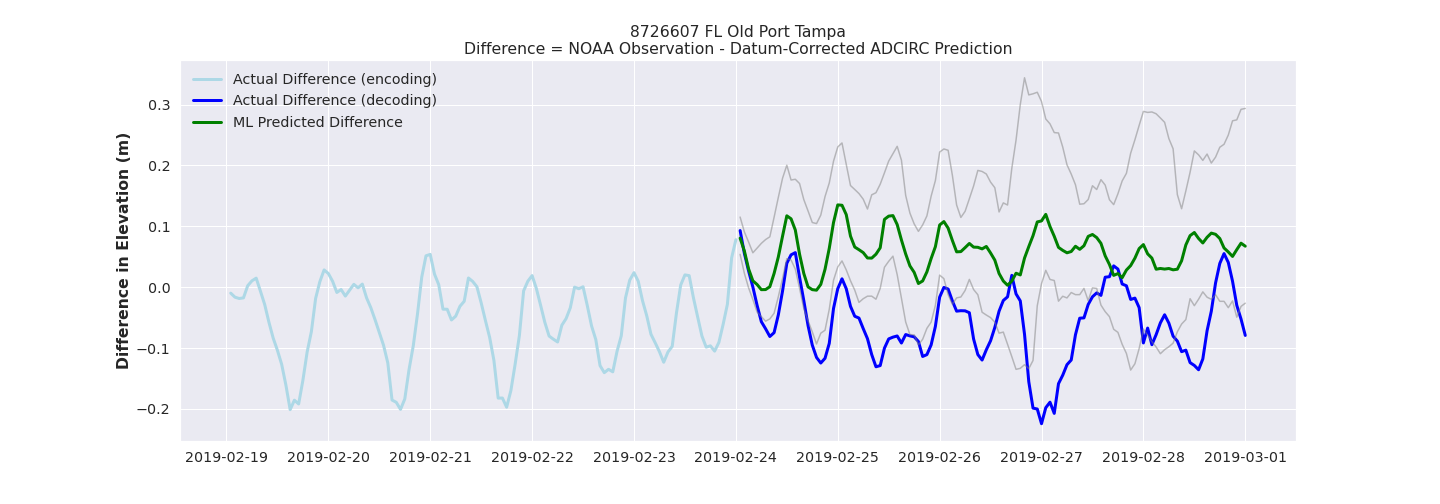 8726607 FL Old Port Tampa
Difference = NOAA Observation - Datum-Corrected ADCIRC Prediction
Actual Difference (encoding)
Actual Difference (decoding)
ML Predicted Difference
Difference in Elevation (m)
0.3
0.2
0.1
0.0
−0.1
−0.2
2019-02-19 2019-02-20 2019-02-21 2019-02-22 2019-02-23 2019-02-24 2019-02-25 2019-02-26 2019-02-27 2019-02-28 2019-03-01